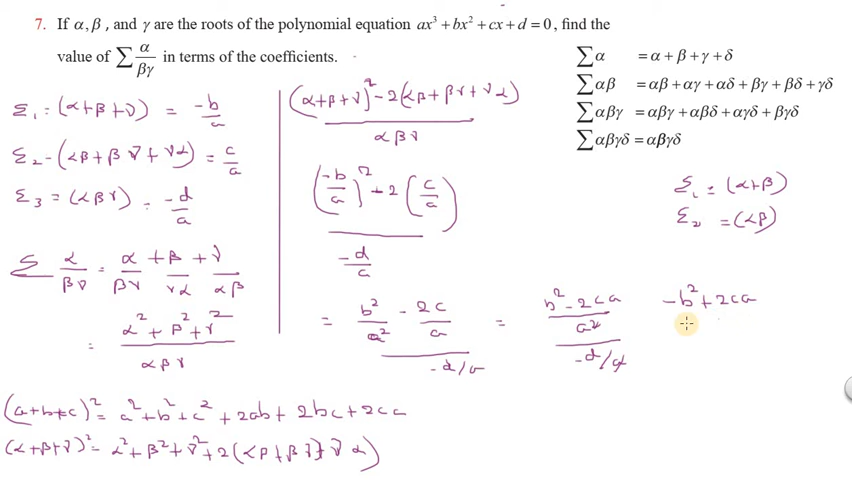 7. If α, β, and γ are the roots of the polynomial equation ax³ + bx² + cx + d = 0, find the
value of ∑ α/βγ in terms of the coefficients.
∑α = α + β + γ + δ
∑αβ = αβ + αγ + αδ + βγ + βδ + γδ
∑αβγ = αβγ + αβδ + αγδ + βγδ
∑αβγδ = αβγδ
Σ₁ = (α+β+γ) = -b/a
Σ₂ - (αβ+βγ+γα) = c/a
Σ₃ = (αβγ) = -d/a
Σ α/βγ = α/βγ + β/γα + γ/αβ
= (α² + β² + γ²)/αβγ
((α+β+γ)² - 2(αβ+βγ+γα))/αβγ
((-b/a)² - 2(c/a))/(-d/a)
= (b²/a² - 2c/a)/(-d/a) = ((b² - 2ca)/a²)/(-d/a) -b² + 2ca
Σ₁ = (α+β)
Σ₂ = (αβ)
(a+b+c)² = a² + b² + c² + 2ab + 2bc + 2ca
(α+β+γ)² = α² + β² + γ² + 2(αβ + βγ + γα)